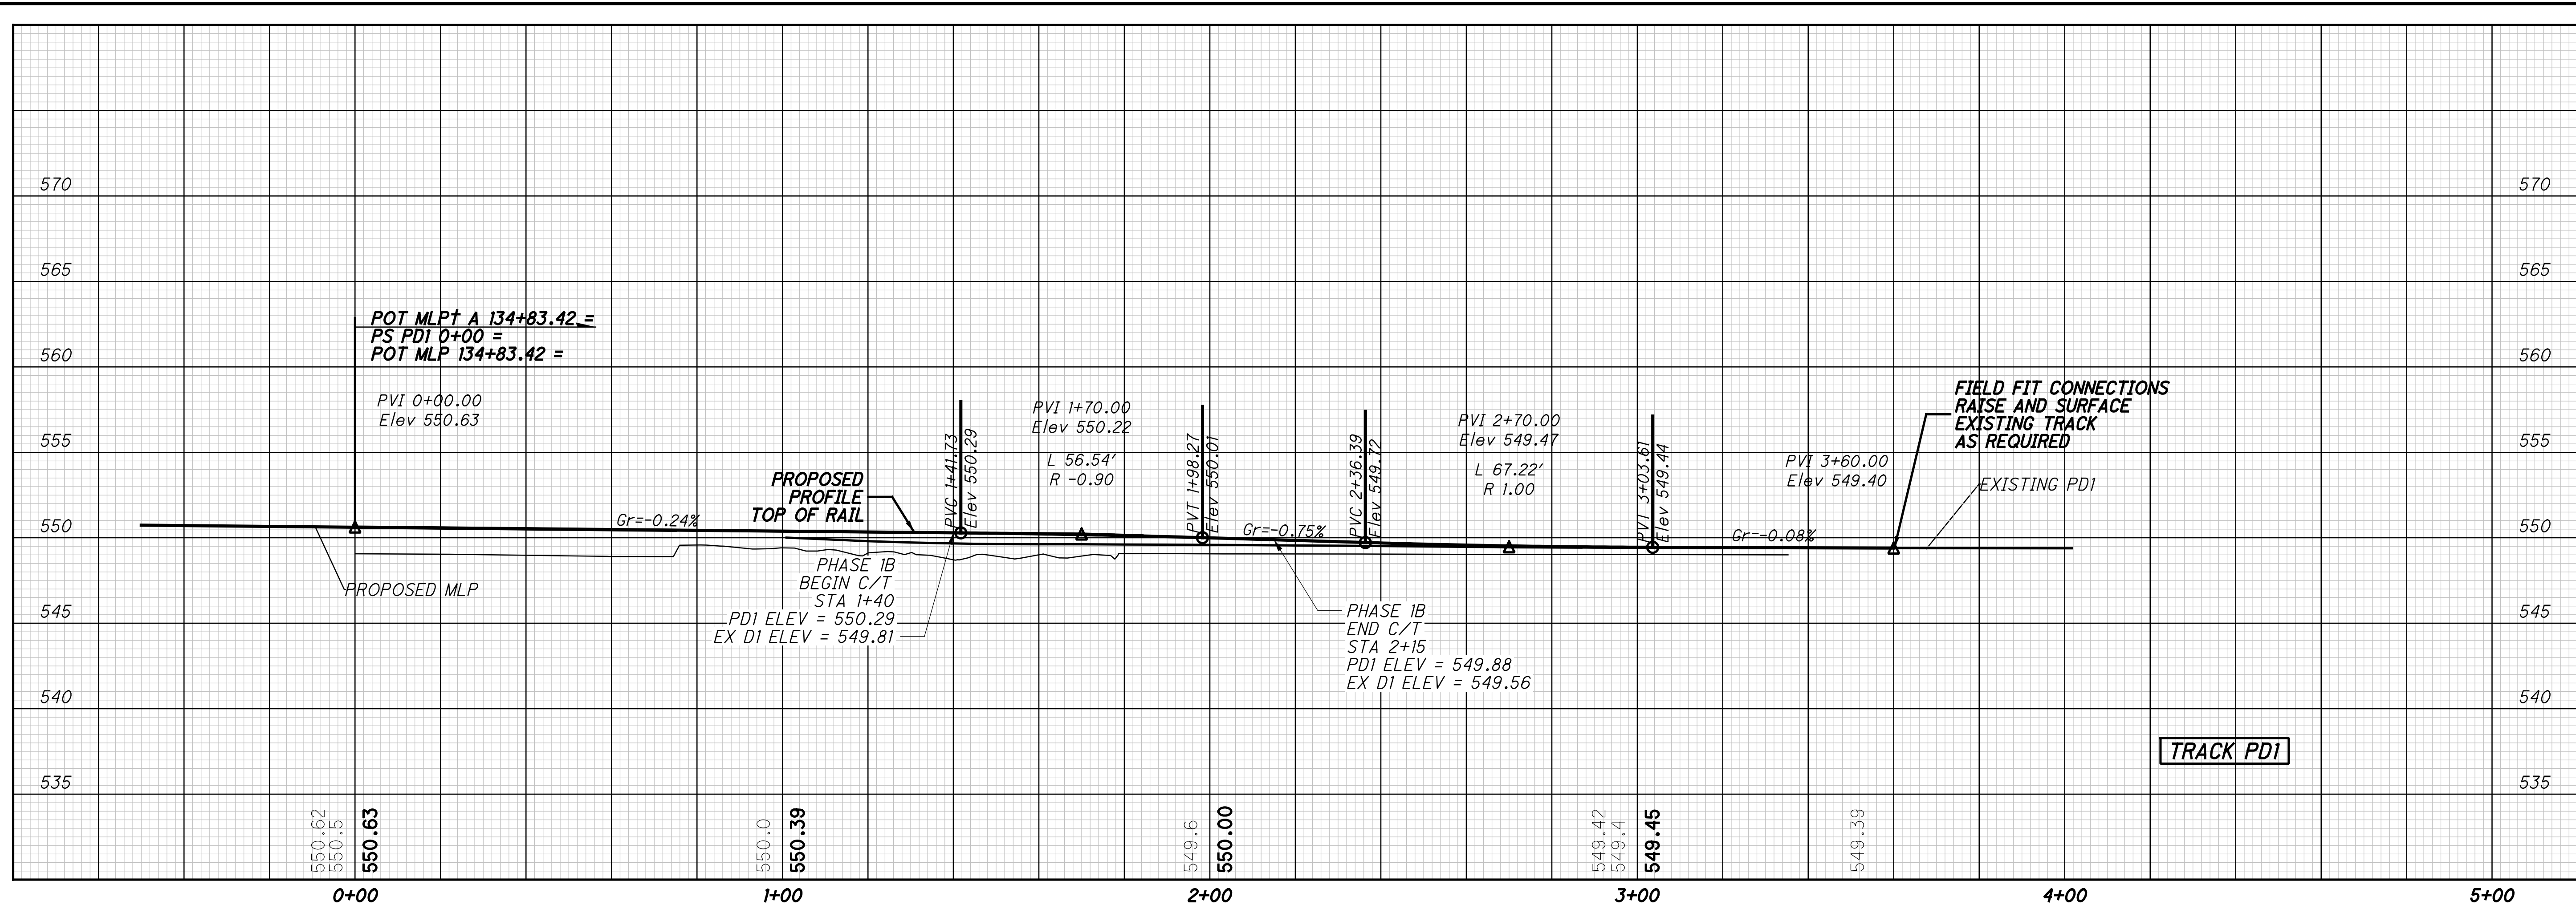 570
570
565
565
POT MLP† A 134+83.42 =
PS PD1 0+00 =
POT MLP 134+83.42 =
560
560
PVI 0+00.00
Elev 550.63
555
555
PVC 1+41.73
Elev 550.29
PVI 1+70.00
Elev 550.22
L 56.54'
R -0.90
PVT 1+98.27
Elev 550.01
PVC 2+36.39
Elev 549.72
PVI 2+70.00
Elev 549.47
L 67.22'
R 1.00
PVT 3+03.61
Elev 549.44
PVI 3+60.00
Elev 549.40
FIELD FIT CONNECTIONS
RAISE AND SURFACE
EXISTING TRACK
AS REQUIRED
EXISTING PD1
PROPOSED
PROFILE
TOP OF RAIL
550
Gr=-0.24%
Gr=-0.75%
Gr=-0.08%
550
PROPOSED MLP
PHASE 1B
BEGIN C/T
STA 1+40
PD1 ELEV = 550.29
EX D1 ELEV = 549.81
PHASE 1B
END C/T
STA 2+15
PD1 ELEV = 549.88
EX D1 ELEV = 549.56
545
545
540
540
TRACK PD1
535
535
550.62
550.5
550.63
550.0
550.39
549.6
550.00
549.42
549.4
549.45
549.39
0+00
1+00
2+00
3+00
4+00
5+00